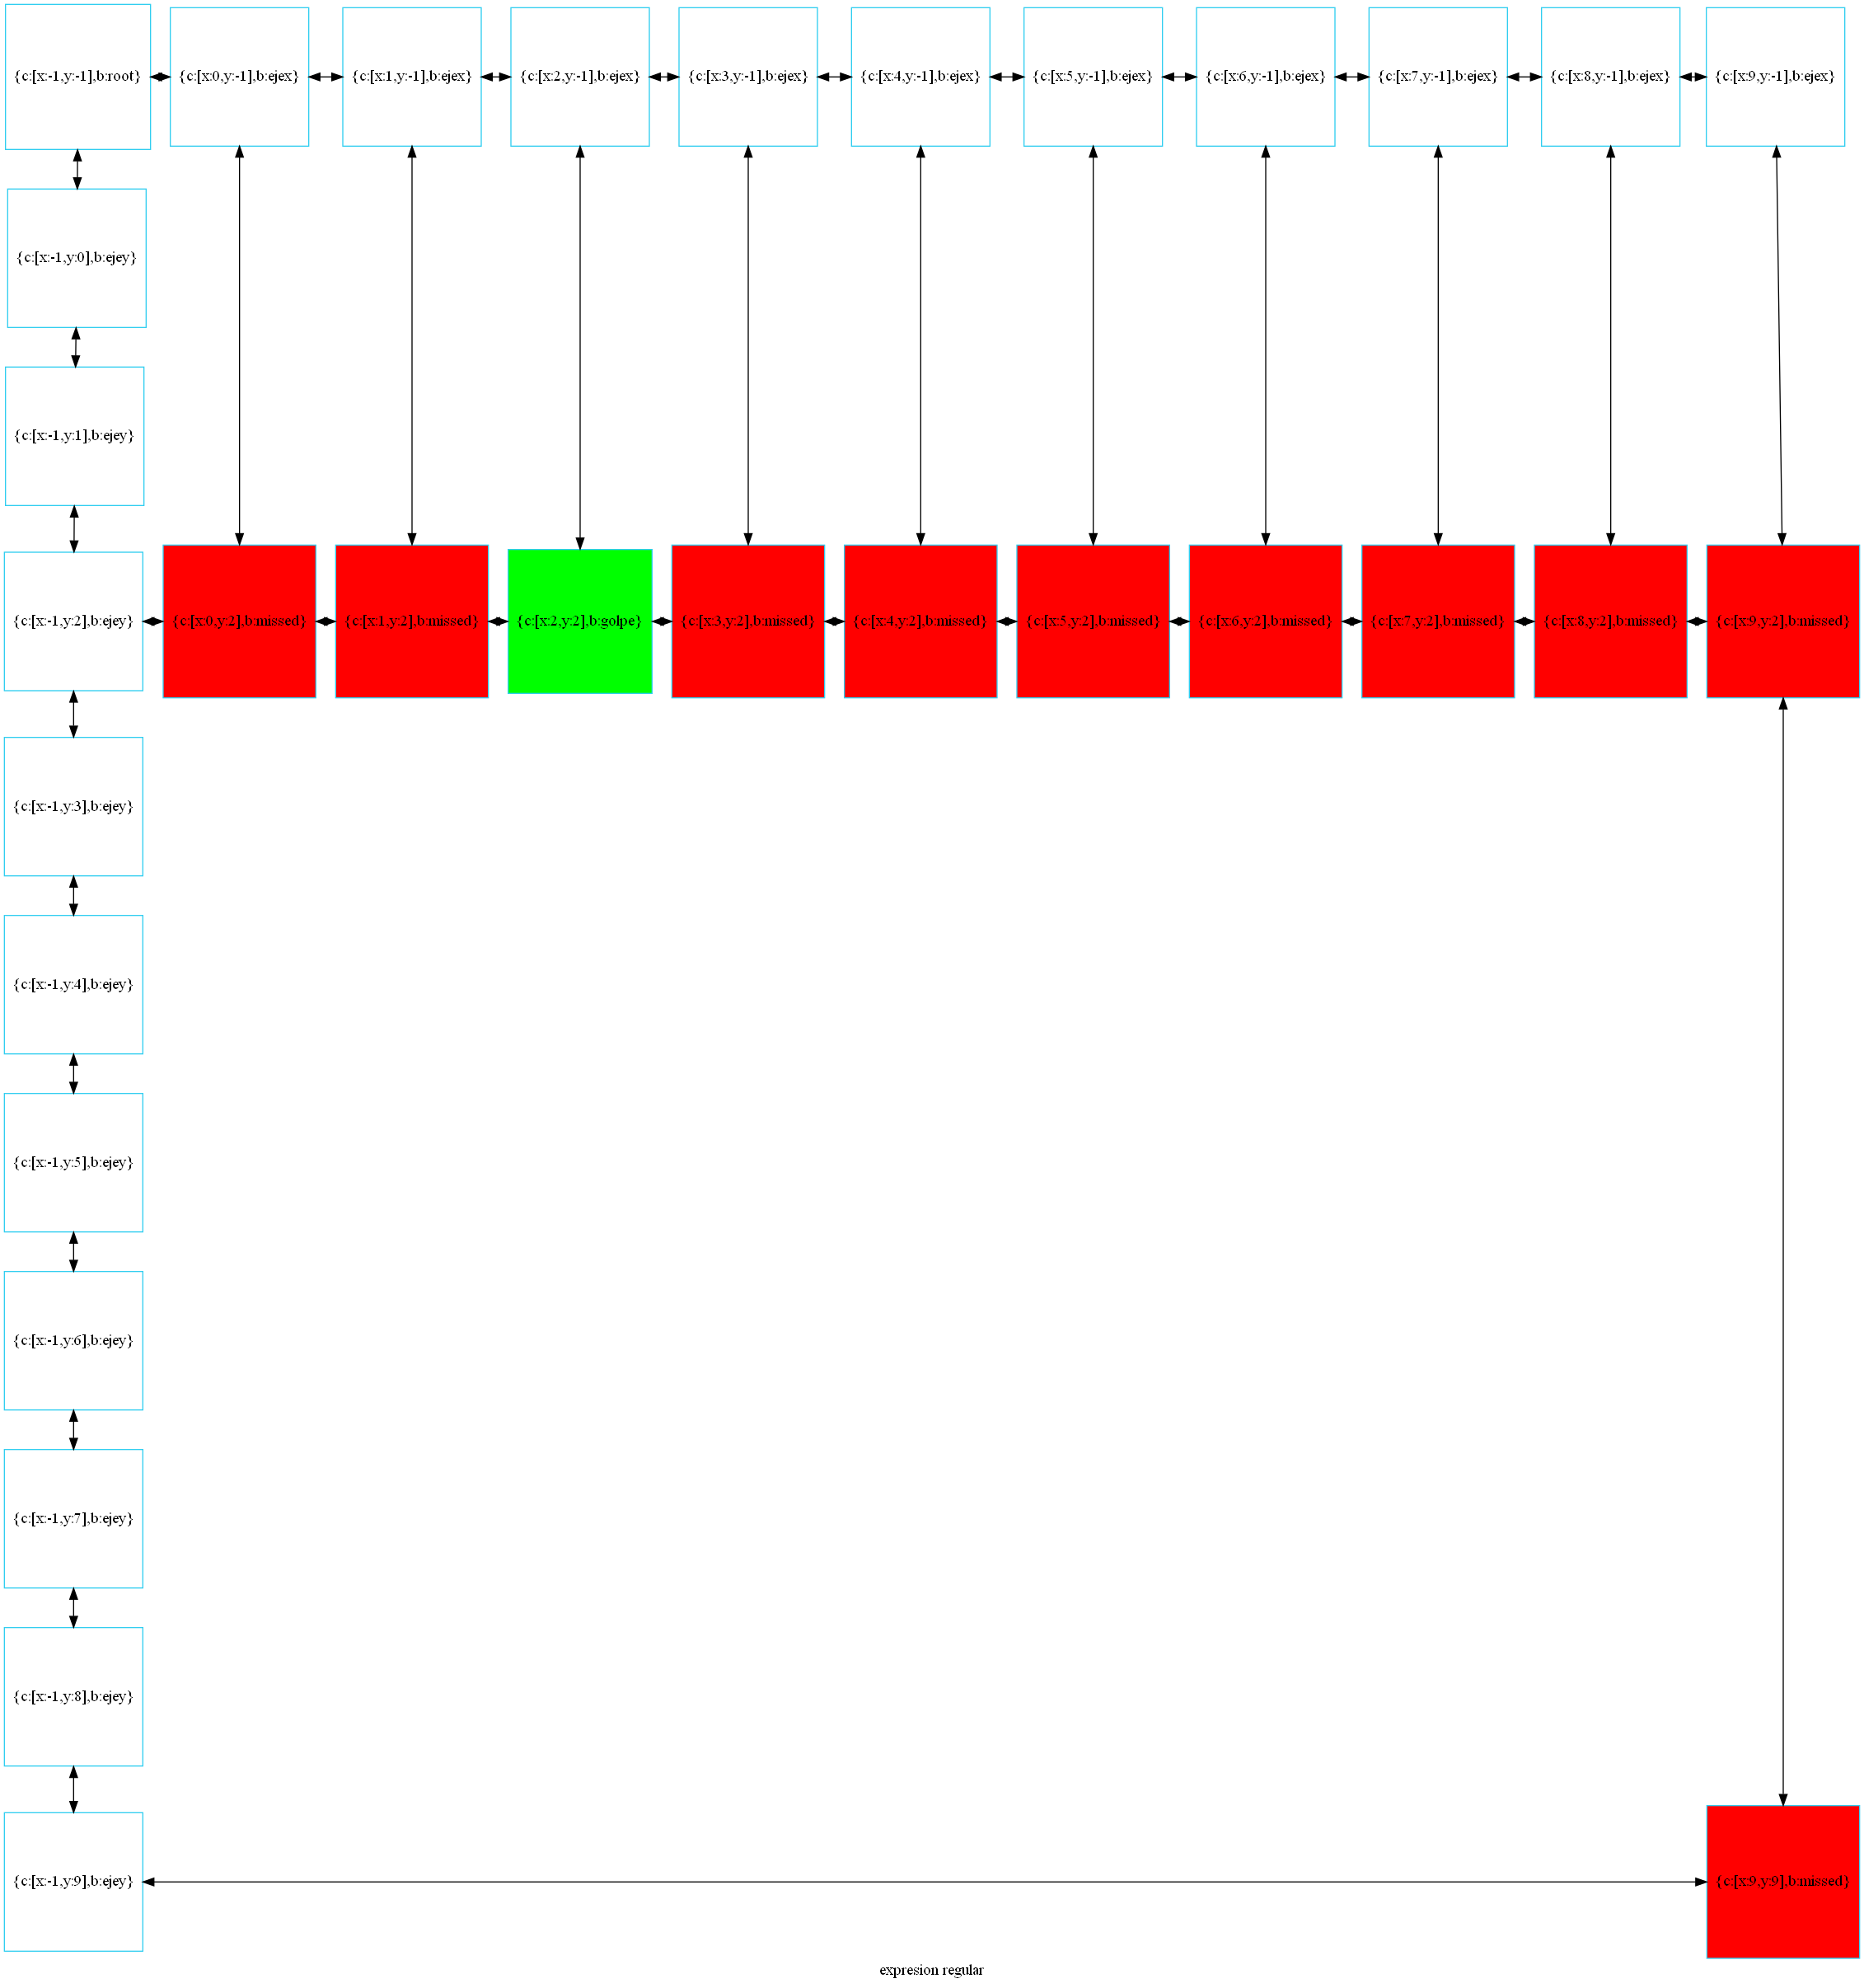 {c:[x:-1,y:-1],b:root}
{c:[x:0,y:-1],b:ejex}
{c:[x:1,y:-1],b:ejex}
{c:[x:2,y:-1],b:ejex}
{c:[x:3,y:-1],b:ejex}
{c:[x:4,y:-1],b:ejex}
{c:[x:5,y:-1],b:ejex}
{c:[x:6,y:-1],b:ejex}
{c:[x:7,y:-1],b:ejex}
{c:[x:8,y:-1],b:ejex}
{c:[x:9,y:-1],b:ejex}
{c:[x:-1,y:0],b:ejey}
{c:[x:-1,y:1],b:ejey}
{c:[x:-1,y:2],b:ejey}
{c:[x:0,y:2],b:missed}
{c:[x:1,y:2],b:missed}
{c:[x:2,y:2],b:golpe}
{c:[x:3,y:2],b:missed}
{c:[x:4,y:2],b:missed}
{c:[x:5,y:2],b:missed}
{c:[x:6,y:2],b:missed}
{c:[x:7,y:2],b:missed}
{c:[x:8,y:2],b:missed}
{c:[x:9,y:2],b:missed}
{c:[x:-1,y:3],b:ejey}
{c:[x:-1,y:4],b:ejey}
{c:[x:-1,y:5],b:ejey}
{c:[x:-1,y:6],b:ejey}
{c:[x:-1,y:7],b:ejey}
{c:[x:-1,y:8],b:ejey}
{c:[x:-1,y:9],b:ejey}
{c:[x:9,y:9],b:missed}
expresion regular